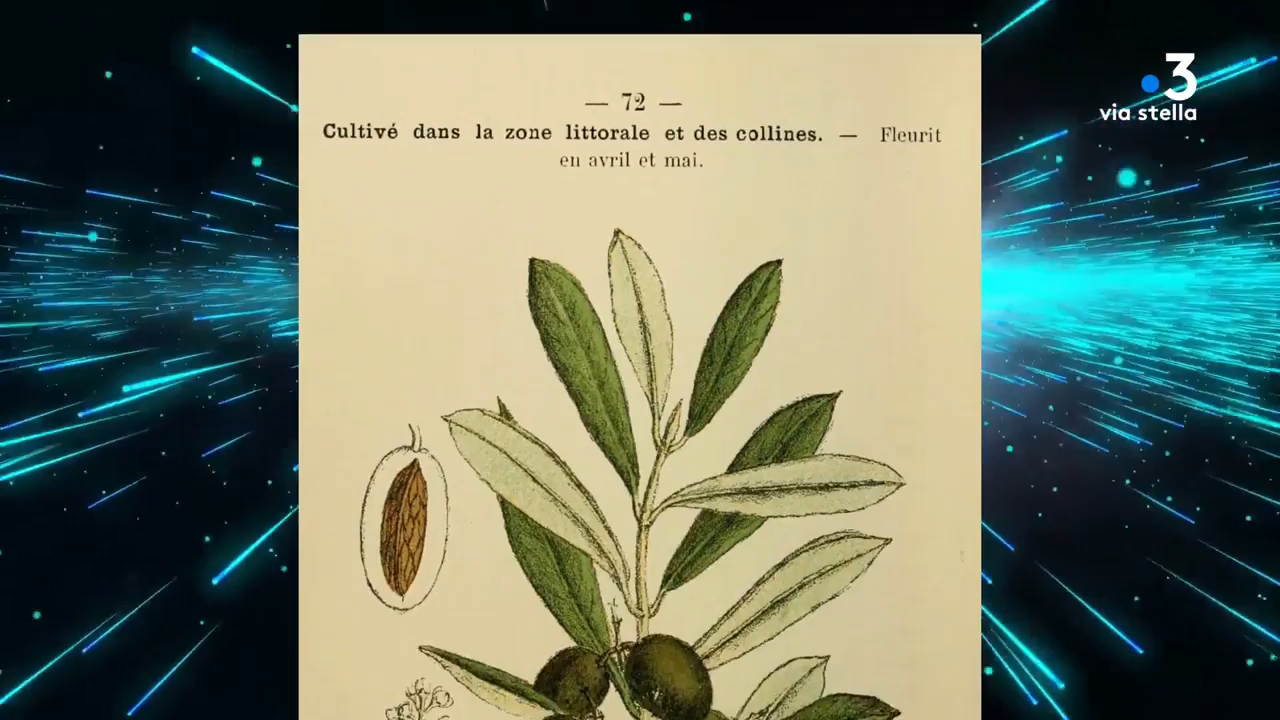 — 72 —
Cultivé dans la zone littorale et des collines. — Fleurit
en avril et mai.
3
via stella